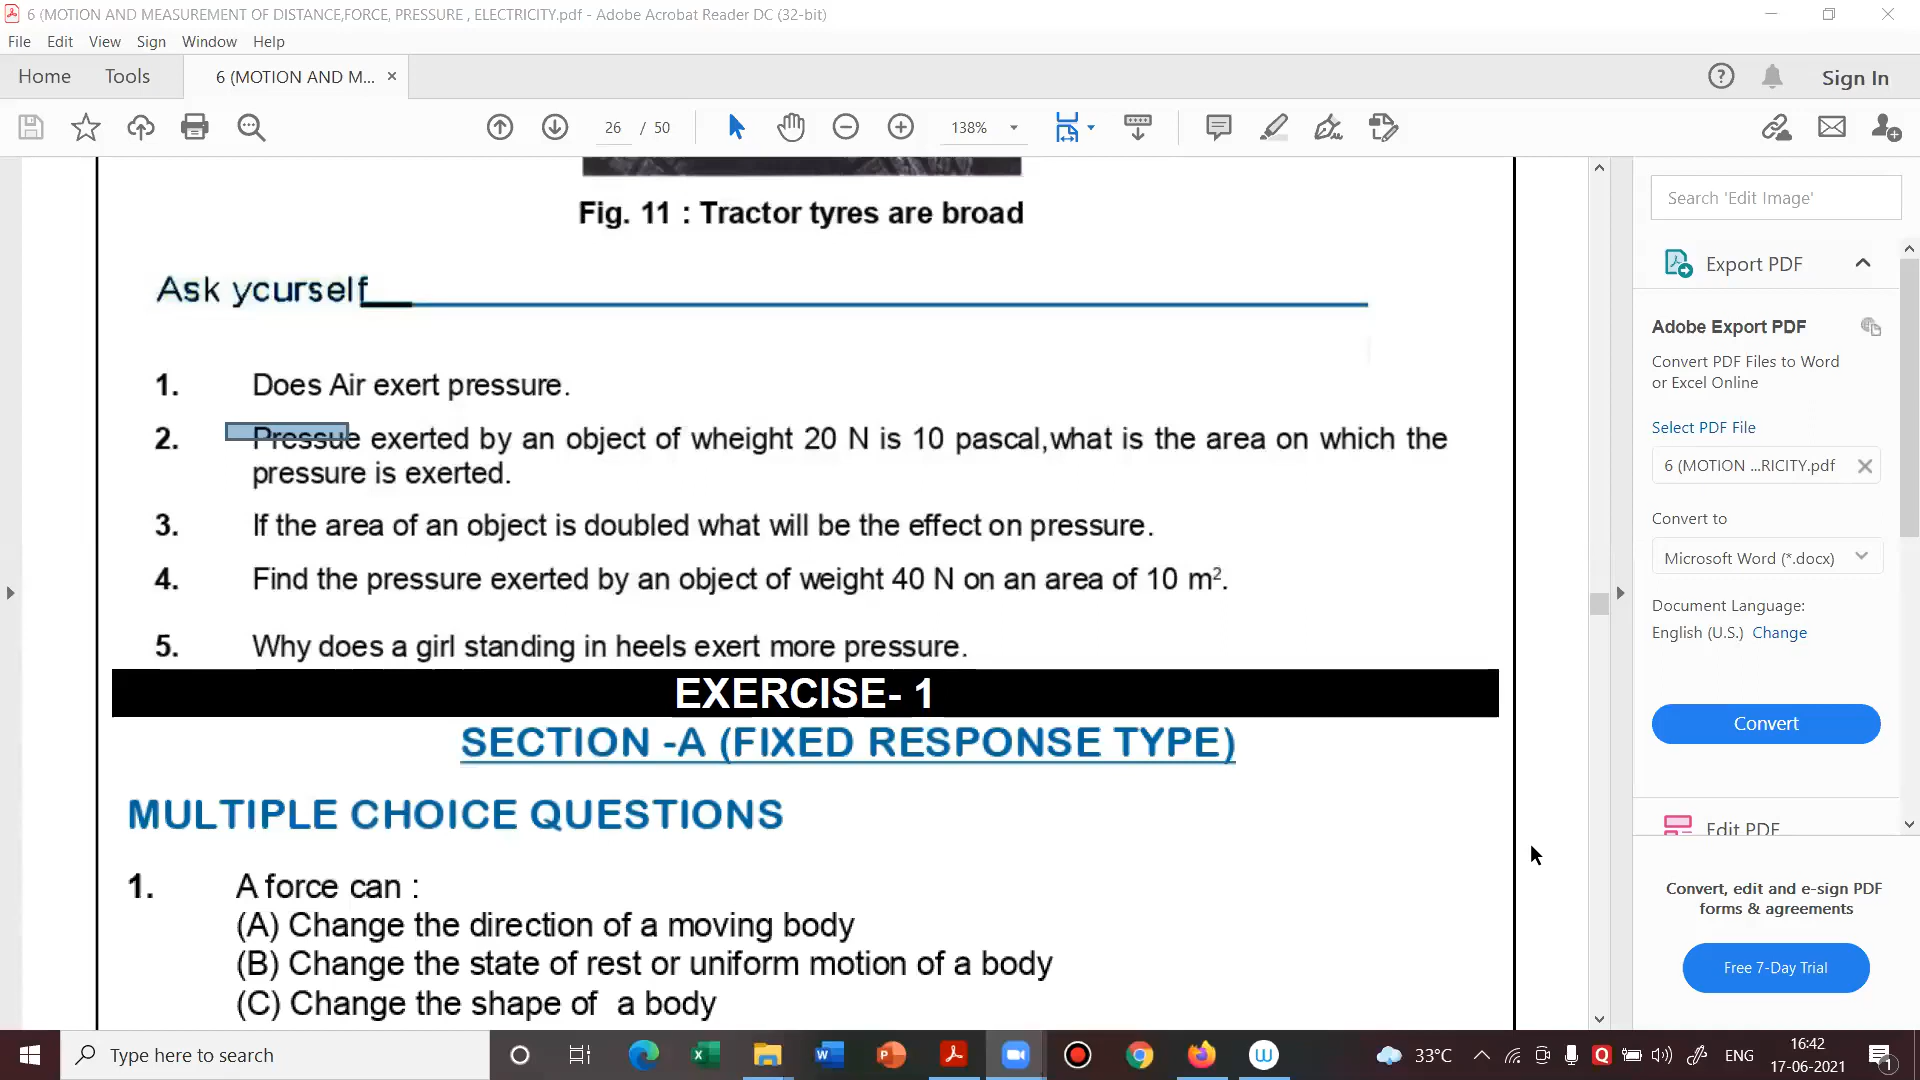 6 (MOTION AND MEASUREMENT OF DISTANCE,FORCE, PRESSURE , ELECTRICITY.pdf - Adobe Acrobat Reader DC (32-bit)
File Edit View Sign Window Help
Home Tools 6 (MOTION AND M... Sign In
26 / 50 138%
Fig. 11 : Tractor tyres are broad
Ask ycurself
1. Does Air exert pressure.
2. Pressue exerted by an object of wheight 20 N is 10 pascal,what is the area on which the
pressure is exerted.
3. If the area of an object is doubled what will be the effect on pressure.
4. Find the pressure exerted by an object of weight 40 N on an area of 10 m².
5. Why does a girl standing in heels exert more pressure.
EXERCISE- 1
SECTION -A (FIXED RESPONSE TYPE)
MULTIPLE CHOICE QUESTIONS
1. A force can :
(A) Change the direction of a moving body
(B) Change the state of rest or uniform motion of a body
(C) Change the shape of a body
Search 'Edit Image'
Export PDF
Adobe Export PDF
Convert PDF Files to Word
or Excel Online
Select PDF File
6 (MOTION ...RICITY.pdf
Convert to
Microsoft Word (*.docx)
Document Language:
English (U.S.) Change
Convert
Edit PDF
Convert, edit and e-sign PDF
forms & agreements
Free 7-Day Trial
Type here to search
33°C
ENG
16:42
17-06-2021
1